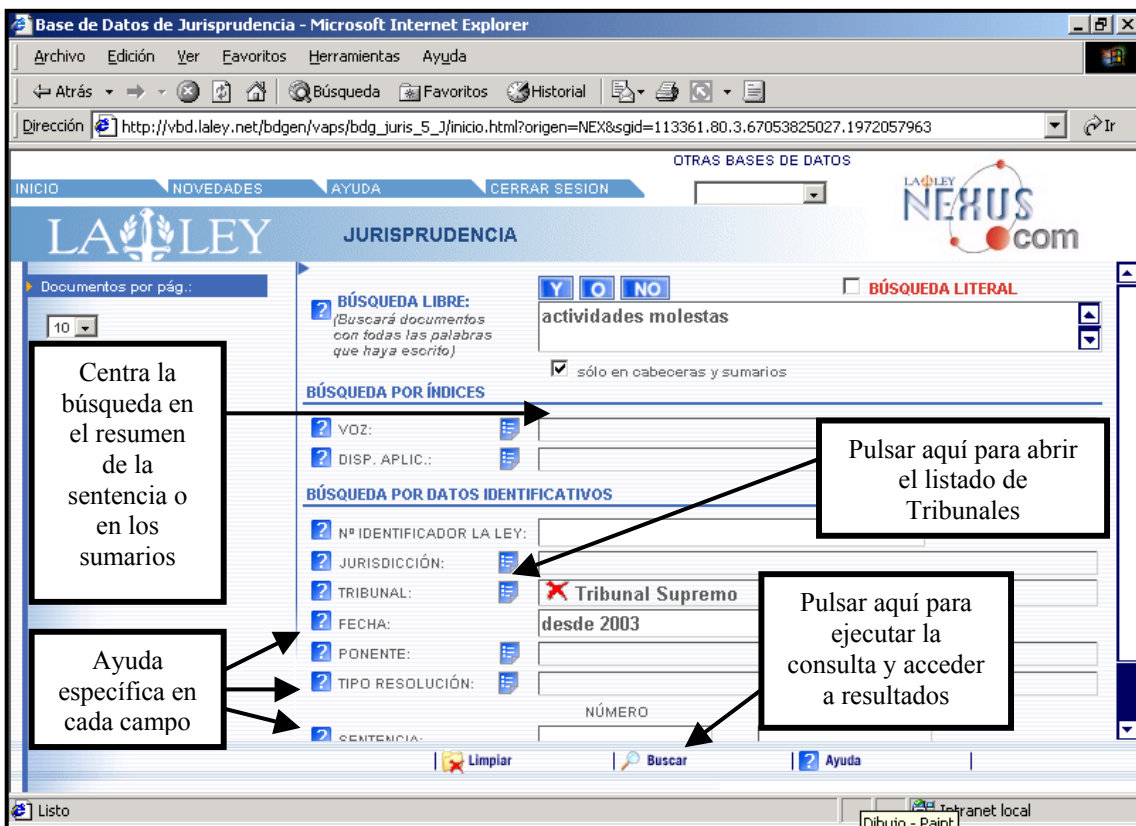 Base de Datos de Jurisprudencia - Microsoft Internet Explorer
Archivo Edición Ver Favoritos Herramientas Ayuda
Atrás Búsqueda Favoritos Historial
Dirección http://vbd.laley.net/bdgen/vaps/bdg_juris_5_J/inicio.html?origen=NEX&sgid=113361.80.3.67053825027.1972057963 Ir
OTRAS BASES DE DATOS
INICIO NOVEDADES AYUDA CERRAR SESION
LA LEY
NEXUS
com
LA LEY JURISPRUDENCIA
Documentos por pág.:
10
BÚSQUEDA LIBRE:
(Buscará documentos
con todas las palabras
que haya escrito)
Y O NO
BÚSQUEDA LITERAL
actividades molestas
sólo en cabeceras y sumarios
Centra la
búsqueda en
el resumen
de la
sentencia o
en los
sumarios
BÚSQUEDA POR ÍNDICES
VOZ:
DISP. APLIC.:
Pulsar aquí para abrir
el listado de
Tribunales
BÚSQUEDA POR DATOS IDENTIFICATIVOS
Nº IDENTIFICADOR LA LEY:
JURISDICCIÓN:
TRIBUNAL: Tribunal Supremo
FECHA: desde 2003
PONENTE:
TIPO RESOLUCIÓN:
NÚMERO
SENTENCIA:
Pulsar aquí para
ejecutar la
consulta y acceder
a resultados
Ayuda
específica en
cada campo
Limpiar Buscar Ayuda
Listo Intranet local
Dibujo - Paint